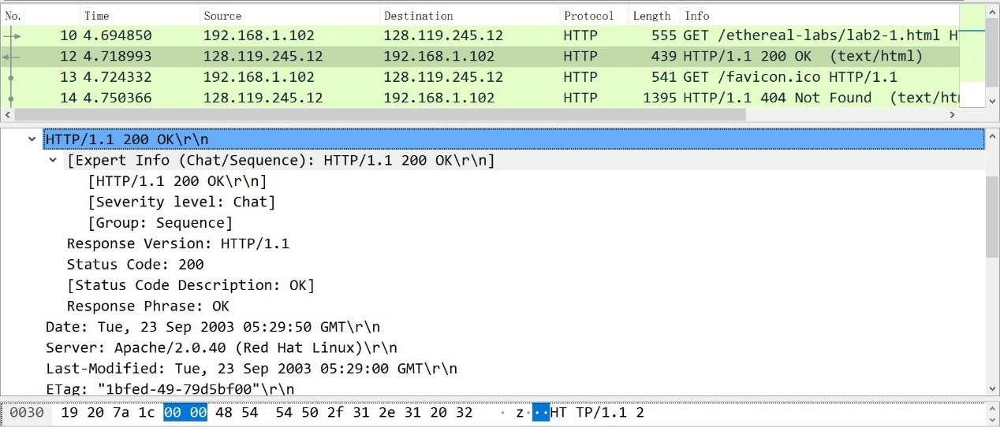 No. Time Source Destination Protocol Length Info
10 4.694850 192.168.1.102 128.119.245.12 HTTP 555 GET /ethereal-labs/lab2-1.html
12 4.718993 128.119.245.12 192.168.1.102 HTTP 439 HTTP/1.1 200 OK (text/html)
13 4.724332 192.168.1.102 128.119.245.12 HTTP 541 GET /favicon.ico HTTP/1.1
14 4.750366 128.119.245.12 192.168.1.102 HTTP 1395 HTTP/1.1 404 Not Found
HTTP/1.1 200 OK\r\n
[Expert Info (Chat/Sequence): HTTP/1.1 200 OK\r\n]
[HTTP/1.1 200 OK\r\n]
[Severity level: Chat]
[Group: Sequence]
Response Version: HTTP/1.1
Status Code: 200
[Status Code Description: OK]
Response Phrase: OK
Date: Tue, 23 Sep 2003 05:29:50 GMT\r\n
Server: Apache/2.0.40 (Red Hat Linux)\r\n
Last-Modified: Tue, 23 Sep 2003 05:29:00 GMT\r\n
ETag: "1bfed-49-79d5bf00"\r\n
0030 19 20 7a 1c 00 00 48 54 54 50 2f 31 2e 31 20 32 · z···HT TP/1.1 2